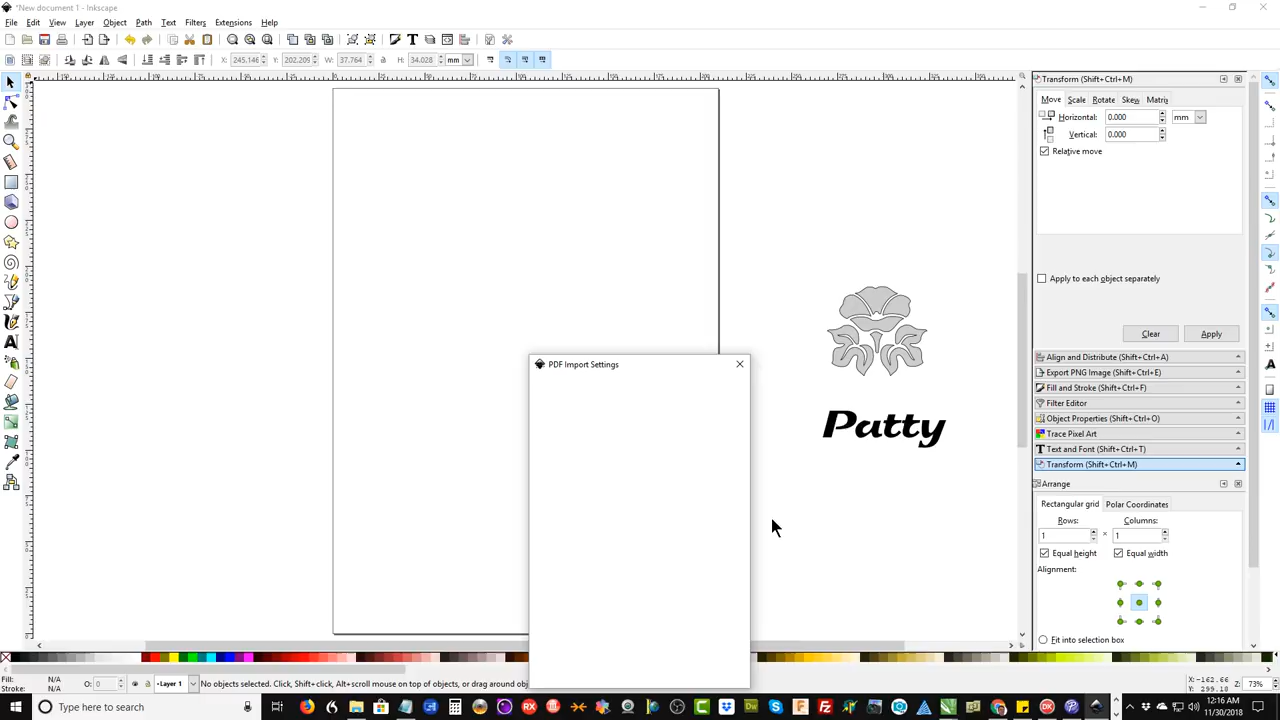 *New document 1 - Inkscape
File Edit View Layer Object Path Text Filters Extensions Help
X: 245.146 Y: 202.209 W: 37.764 H: 34.028 mm
Transform (Shift+Ctrl+M)
Move Scale Rotate Skew Matrix
Horizontal: 0.000 mm
Vertical: 0.000
Relative move
Apply to each object separately
Clear Apply
PDF Import Settings
Patty
Align and Distribute (Shift+Ctrl+A)
Export PNG Image (Shift+Ctrl+E)
Fill and Stroke (Shift+Ctrl+F)
Filter Editor
Object Properties (Shift+Ctrl+O)
Trace Pixel Art
Text and Font (Shift+Ctrl+T)
Transform (Shift+Ctrl+M)
Arrange
Rectangular grid Polar Coordinates
Rows: Columns:
1 × 1
Equal height Equal width
Alignment:
Fit into selection box
Fill: N/A
Stroke: N/A
O: 0
Layer 1
No objects selected. Click, Shift+click, Alt+scroll mouse on top of objects, or drag around obj
X: -162.66
Y: 299.10
Z: 73%
Type here to search
12:16 AM
11/30/2018